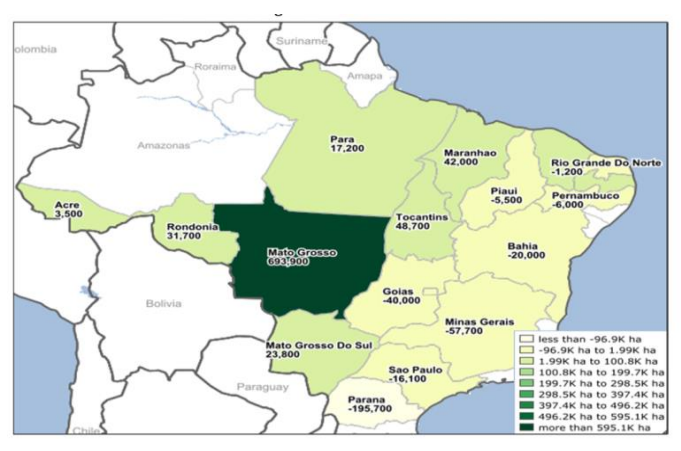 olombia
Suriname
Roraima
Amapa
Amazonas
Para
17,200
Maranhao
42,000
Rio Grande Do Norte
-1,200
Piaui
-5,500
Pernambuco
-6,000
Acre
3,500
Rondonia
31,700
Tocantins
48,700
Mato Grosso
693,900
Bahia
-20,000
Goias
-40,000
Bolivia
Minas Gerais
-57,700
Mato Grosso Do Sul
23,800
Sao Paulo
-16,100
Paraguay
Parana
-195,700
Chile
less than -96.9K ha
-96.9K ha to 1.99K ha
1.99K ha to 100.8K ha
100.8K ha to 199.7K ha
199.7K ha to 298.5K ha
298.5K ha to 397.4K ha
397.4K ha to 496.2K ha
496.2K ha to 595.1K ha
more than 595.1K ha